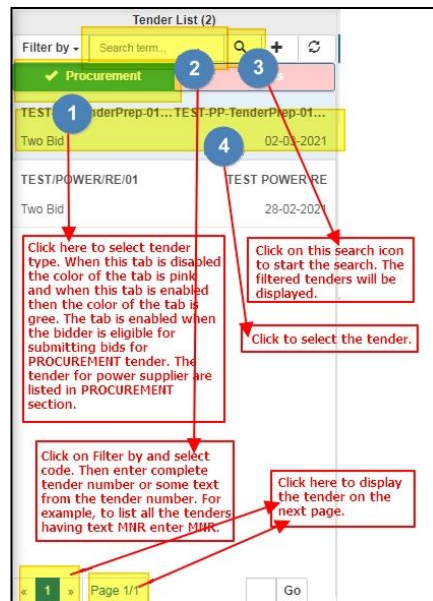 Tender List (2)
Filter by
Search term...
Procurement
2
3
s
1
TEST- enderPrep-01...TEST-PP-TenderPrep-01...
4
Two Bid 02-03-2021
TEST/POWER/RE/01 TEST POWER RE
Two Bid 28-02-2021
Click here to select tender
type. When this tab is disabled
the color of the tab is pink
and when this tab is enabled
then the color of the tab is
gree. The tab is enabled when
the bidder is eligible for
submitting bids for
PROCUREMENT tender. The
tender for power supplier are
listed in PROCUREMENT
section.
Click on this search icon
to start the search. The
filtered tenders will be
displayed.
Click to select the tender.
Click on Filter by and select
code. Then enter complete
tender number or some text
from the tender number. For
example, to list all the tenders
having text MNR enter MNR.
Click here to display
the tender on the
next page.
« 1 » Page 1/1 Go